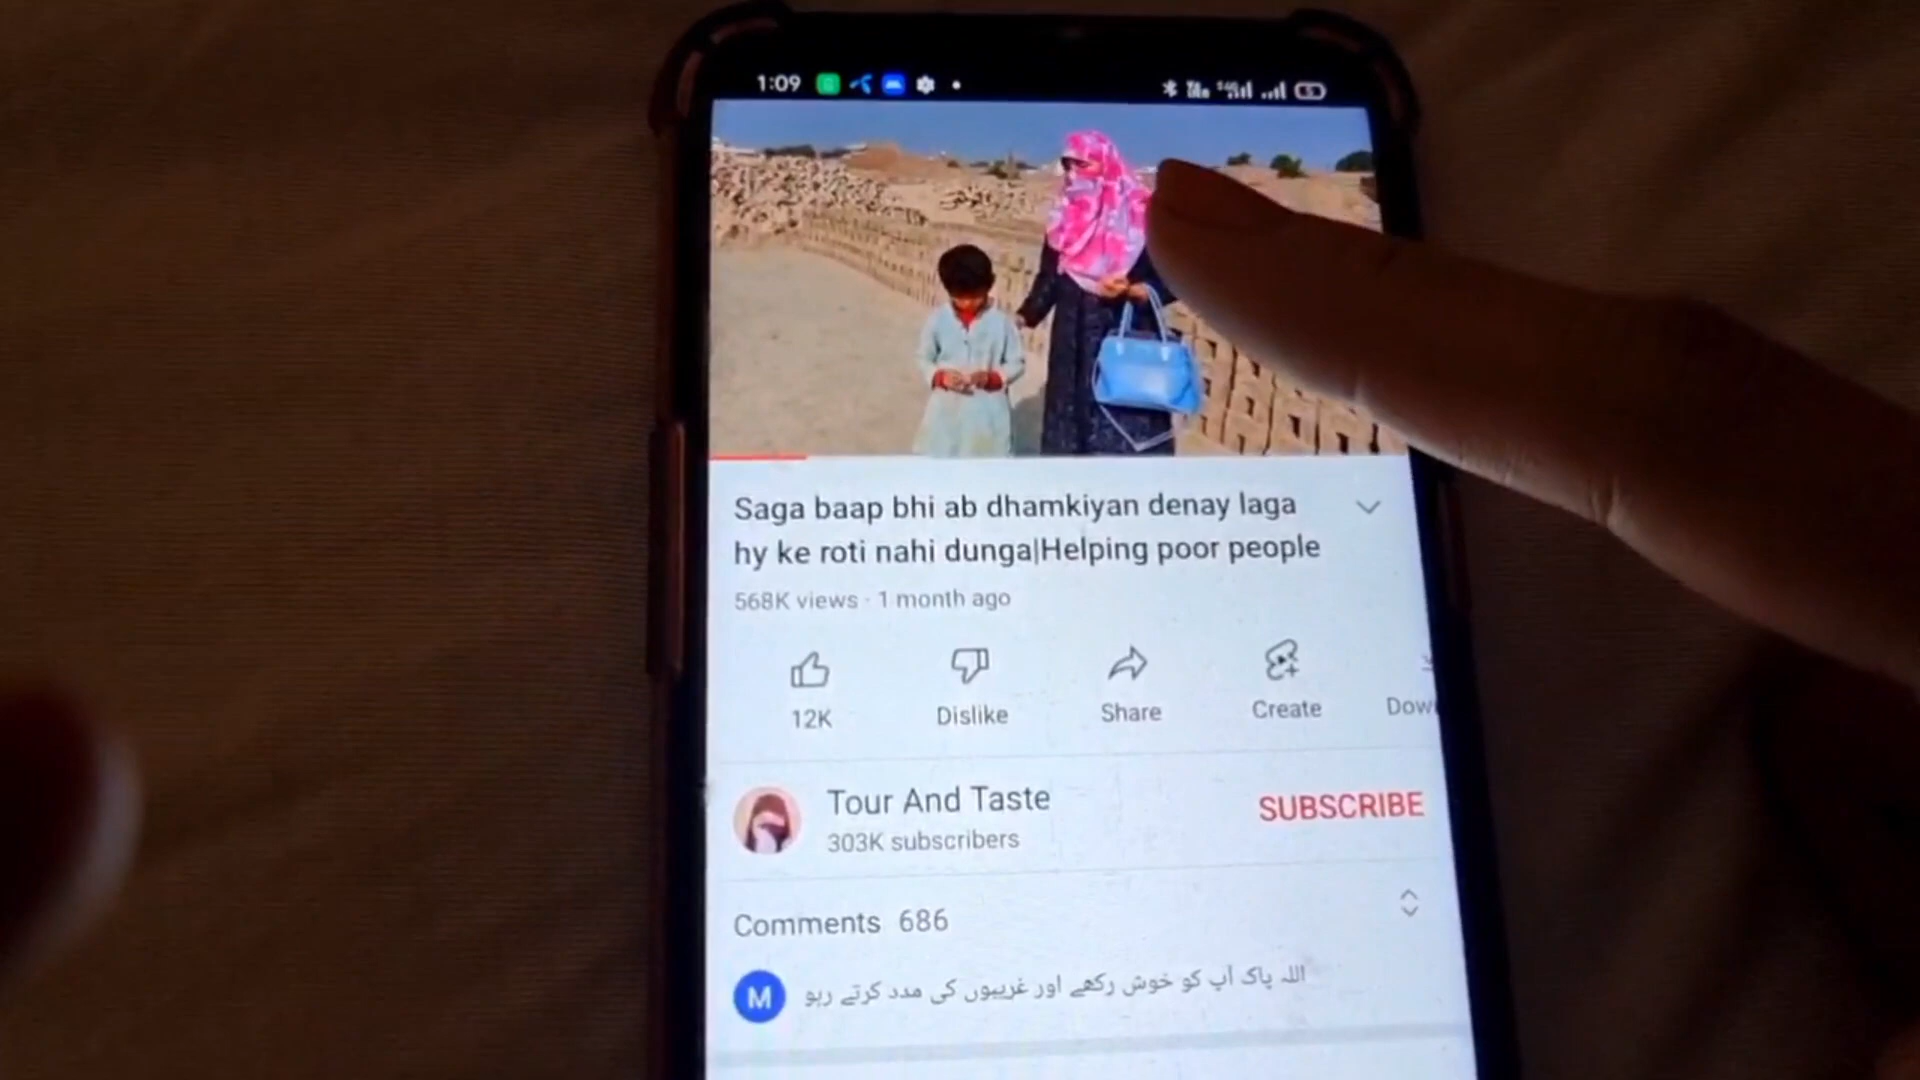 1:09
Saga baap bhi ab dhamkiyan denay laga
hy ke roti nahi dunga|Helping poor people
568K views · 1 month ago
12K
Dislike
Share
Create
Dow
Tour And Taste
303K subscribers
SUBSCRIBE
Comments 686
M
اللہ پاک آپ کو خوش رکھے اور غریبوں کی مدد کرتے رہو